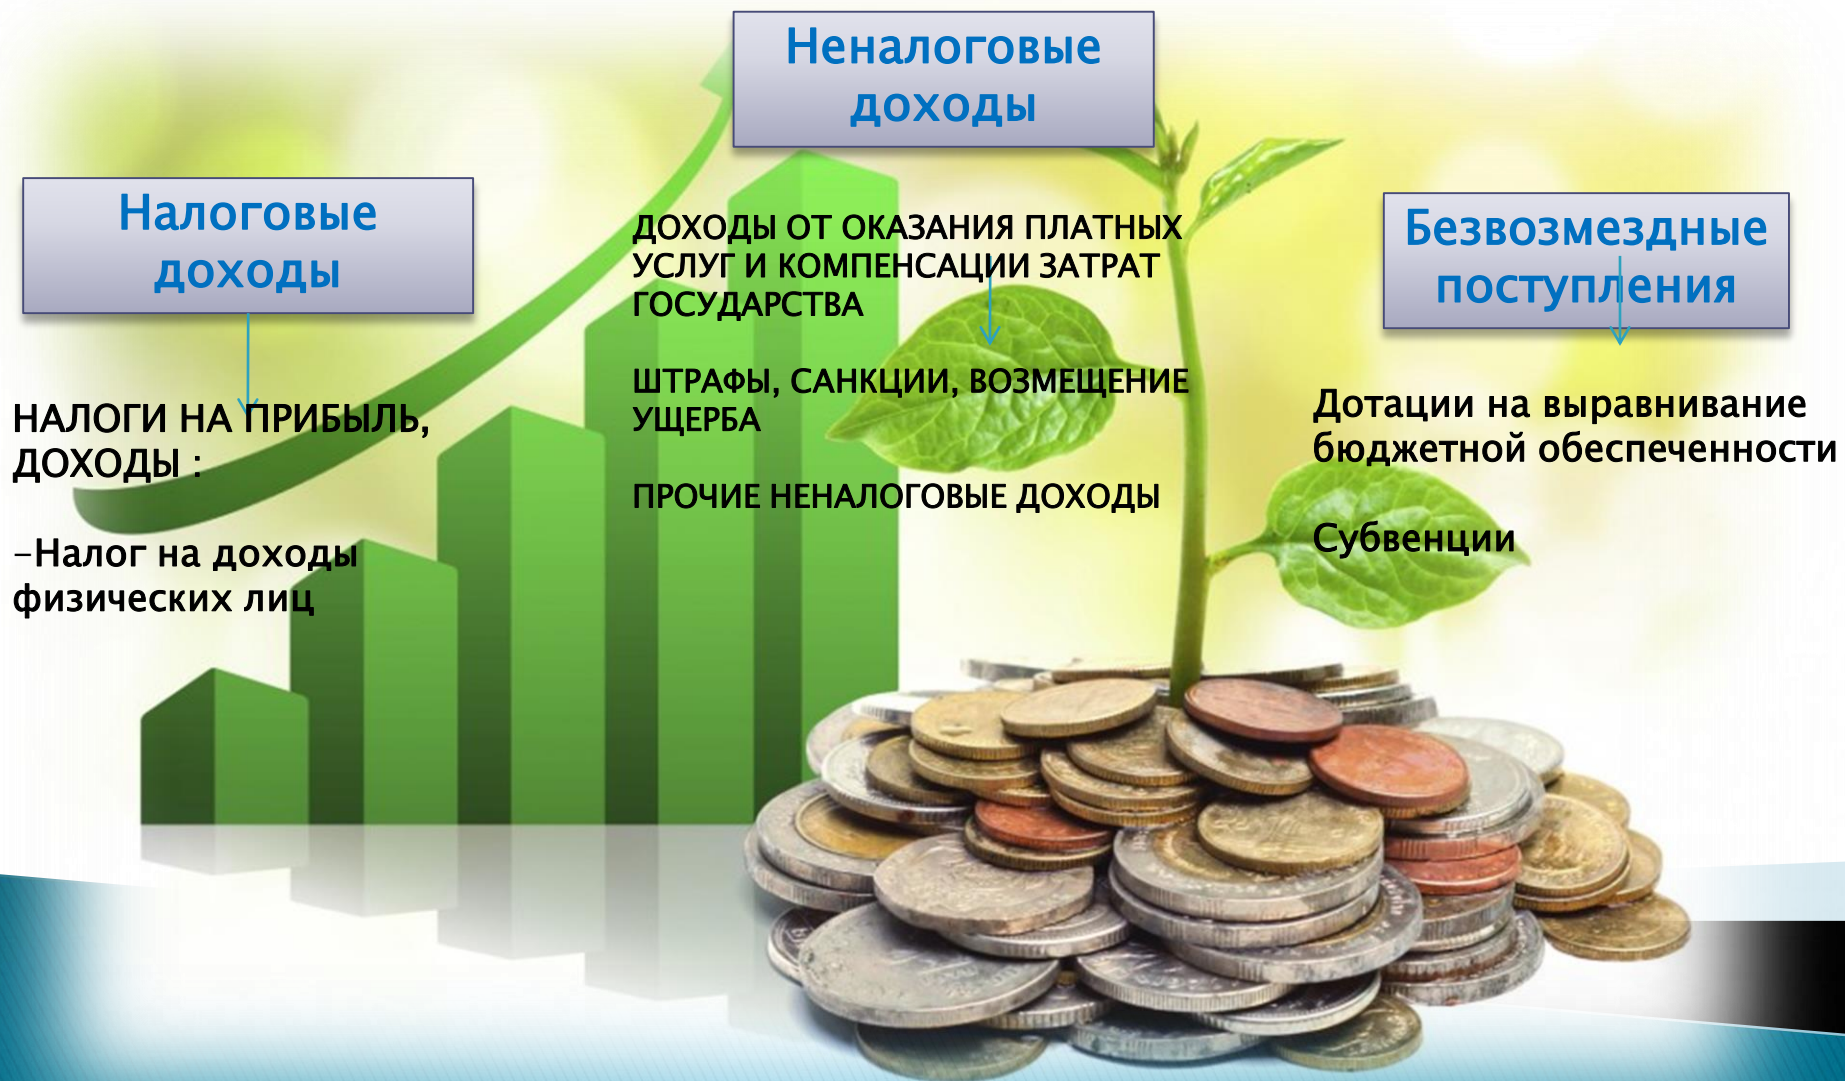 Неналоговые
доходы
Налоговые
доходы
Безвозмездные
поступления
НАЛОГИ НА ПРИБЫЛЬ,
ДОХОДЫ :
-Налог на доходы
физических лиц
ДОХОДЫ ОТ ОКАЗАНИЯ ПЛАТНЫХ
УСЛУГ И КОМПЕНСАЦИИ ЗАТРАТ
ГОСУДАРСТВА
ШТРАФЫ, САНКЦИИ, ВОЗМЕЩЕНИЕ
УЩЕРБА
ПРОЧИЕ НЕНАЛОГОВЫЕ ДОХОДЫ
Дотации на выравнивание
бюджетной обеспеченности
Субвенции